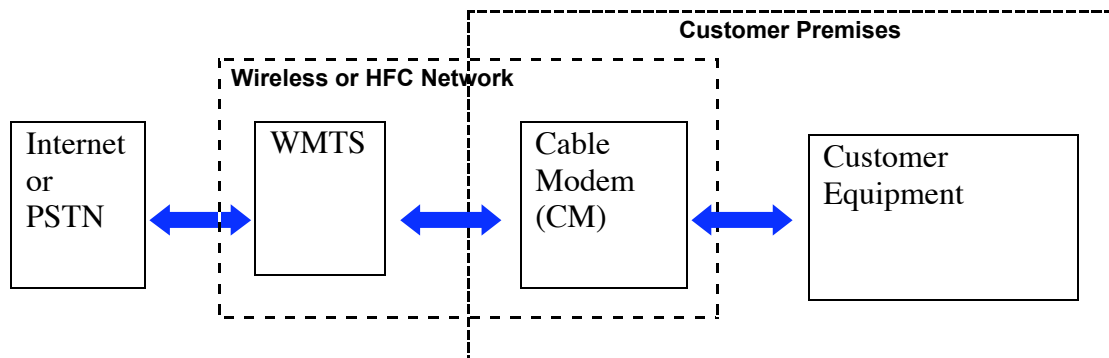 Customer Premises
Wireless or HFC Network
Internet
or
PSTN
WMTS
Cable
Modem
(CM)
Customer
Equipment